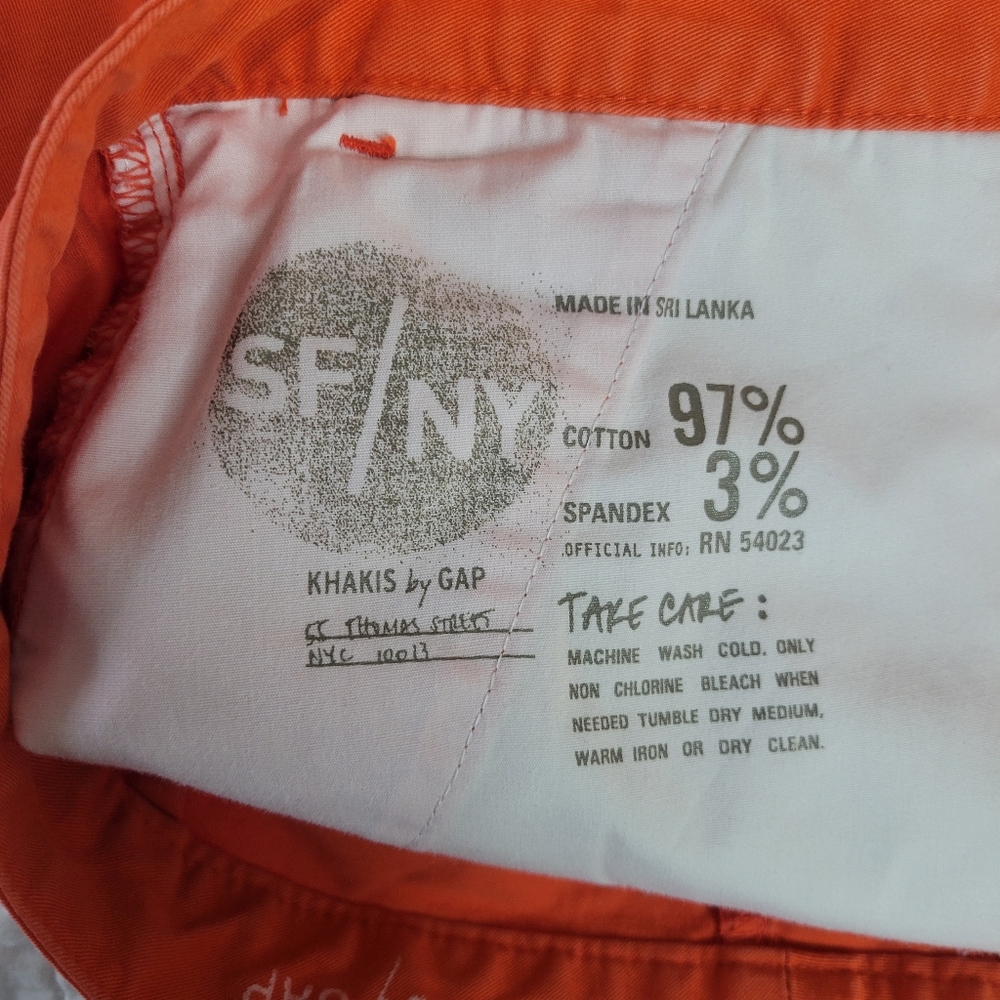 SF/NY
KHAKIS by GAP
55 THOMAS STREET
NYC 10013
MADE IN SRI LANKA
COTTON 97%
SPANDEX 3%
OFFICIAL INFO: RN 54023
TAKE CARE:
MACHINE WASH COLD. ONLY
NON CHLORINE BLEACH WHEN
NEEDED TUMBLE DRY MEDIUM,
WARM IRON OR DRY CLEAN.